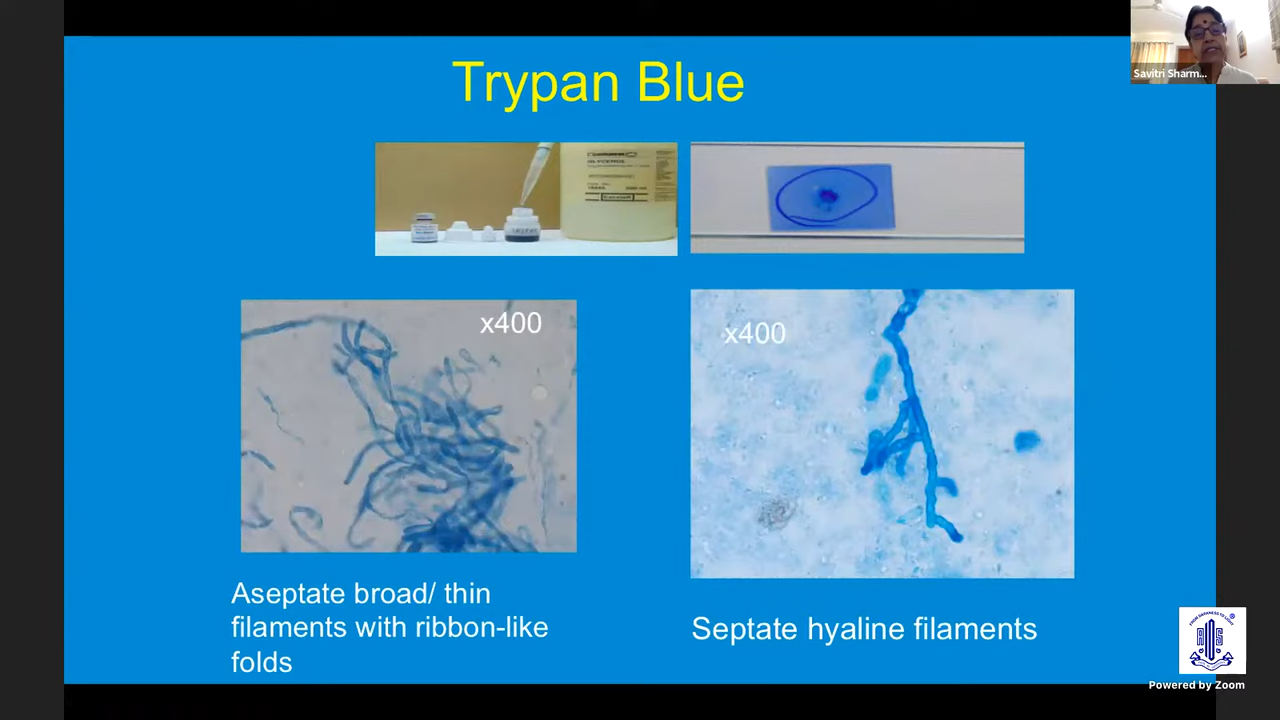 Trypan Blue
Savitri Sharm...
GLYCEROL
x400
x400
Aseptate broad/ thin
filaments with ribbon-like
folds
Septate hyaline filaments
Powered by Zoom